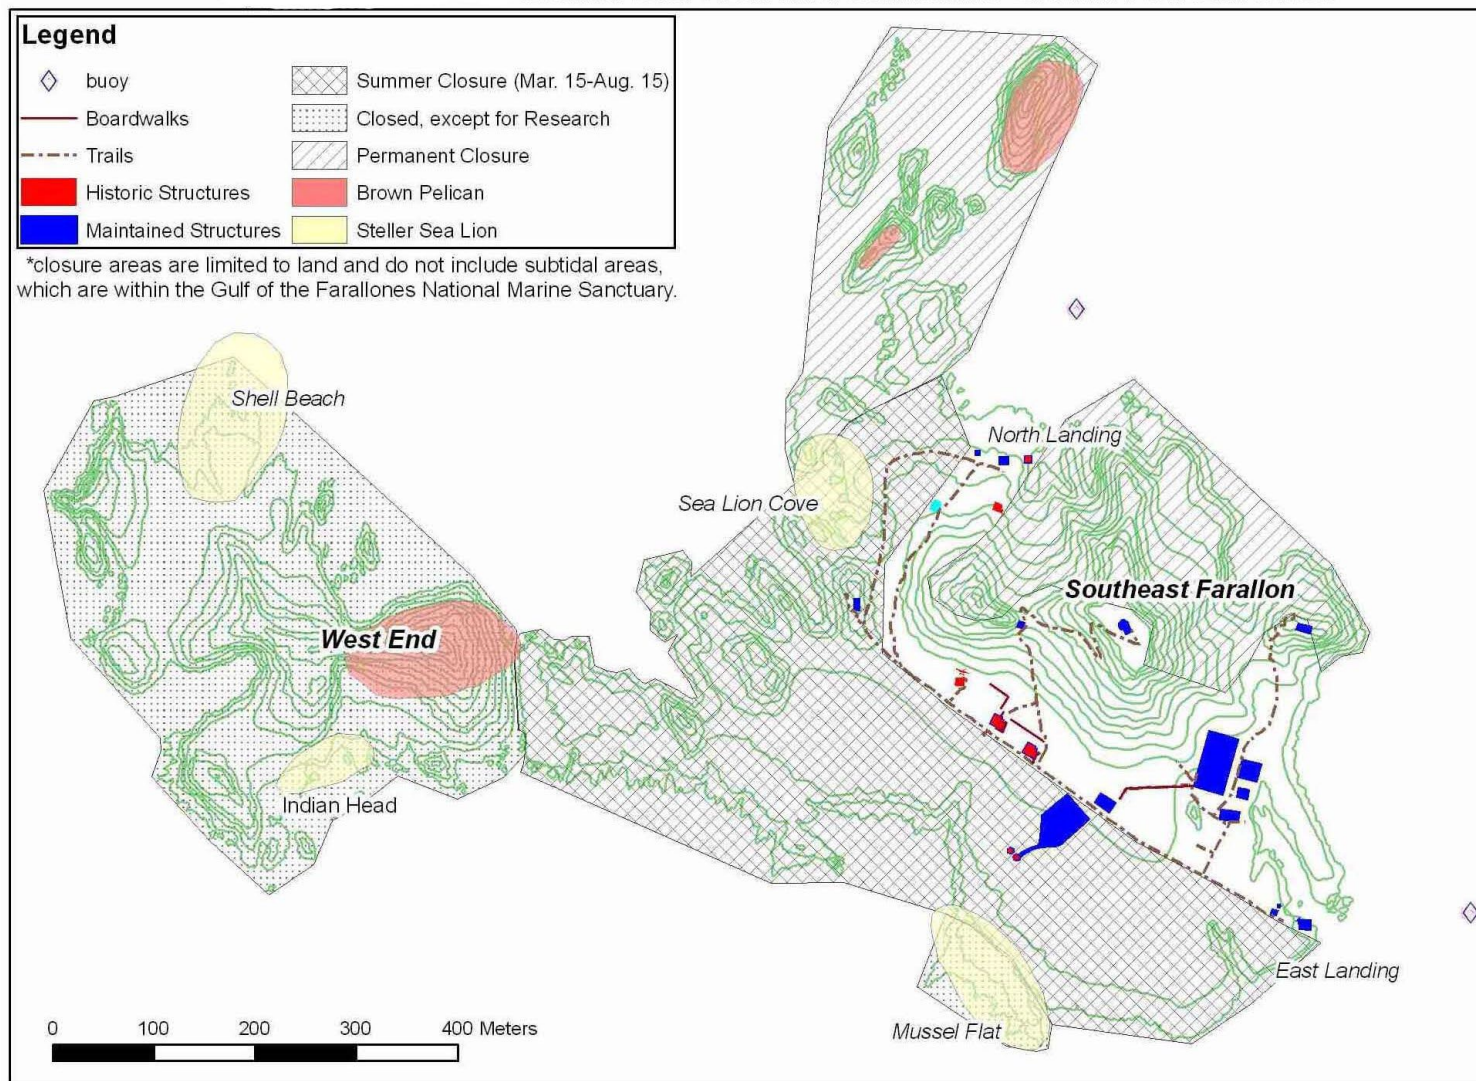 Legend
buoy
Boardwalks
Trails
Historic Structures
Maintained Structures
Summer Closure (Mar. 15-Aug. 15)
Closed, except for Research
Permanent Closure
Brown Pelican
Steller Sea Lion
*closure areas are limited to land and do not include subtidal areas,
which are within the Gulf of the Farallones National Marine Sanctuary.
Shell Beach
North Landing
Sea Lion Cove
Southeast Farallon
West End
Indian Head
East Landing
Mussel Flat
0 100 200 300 400 Meters